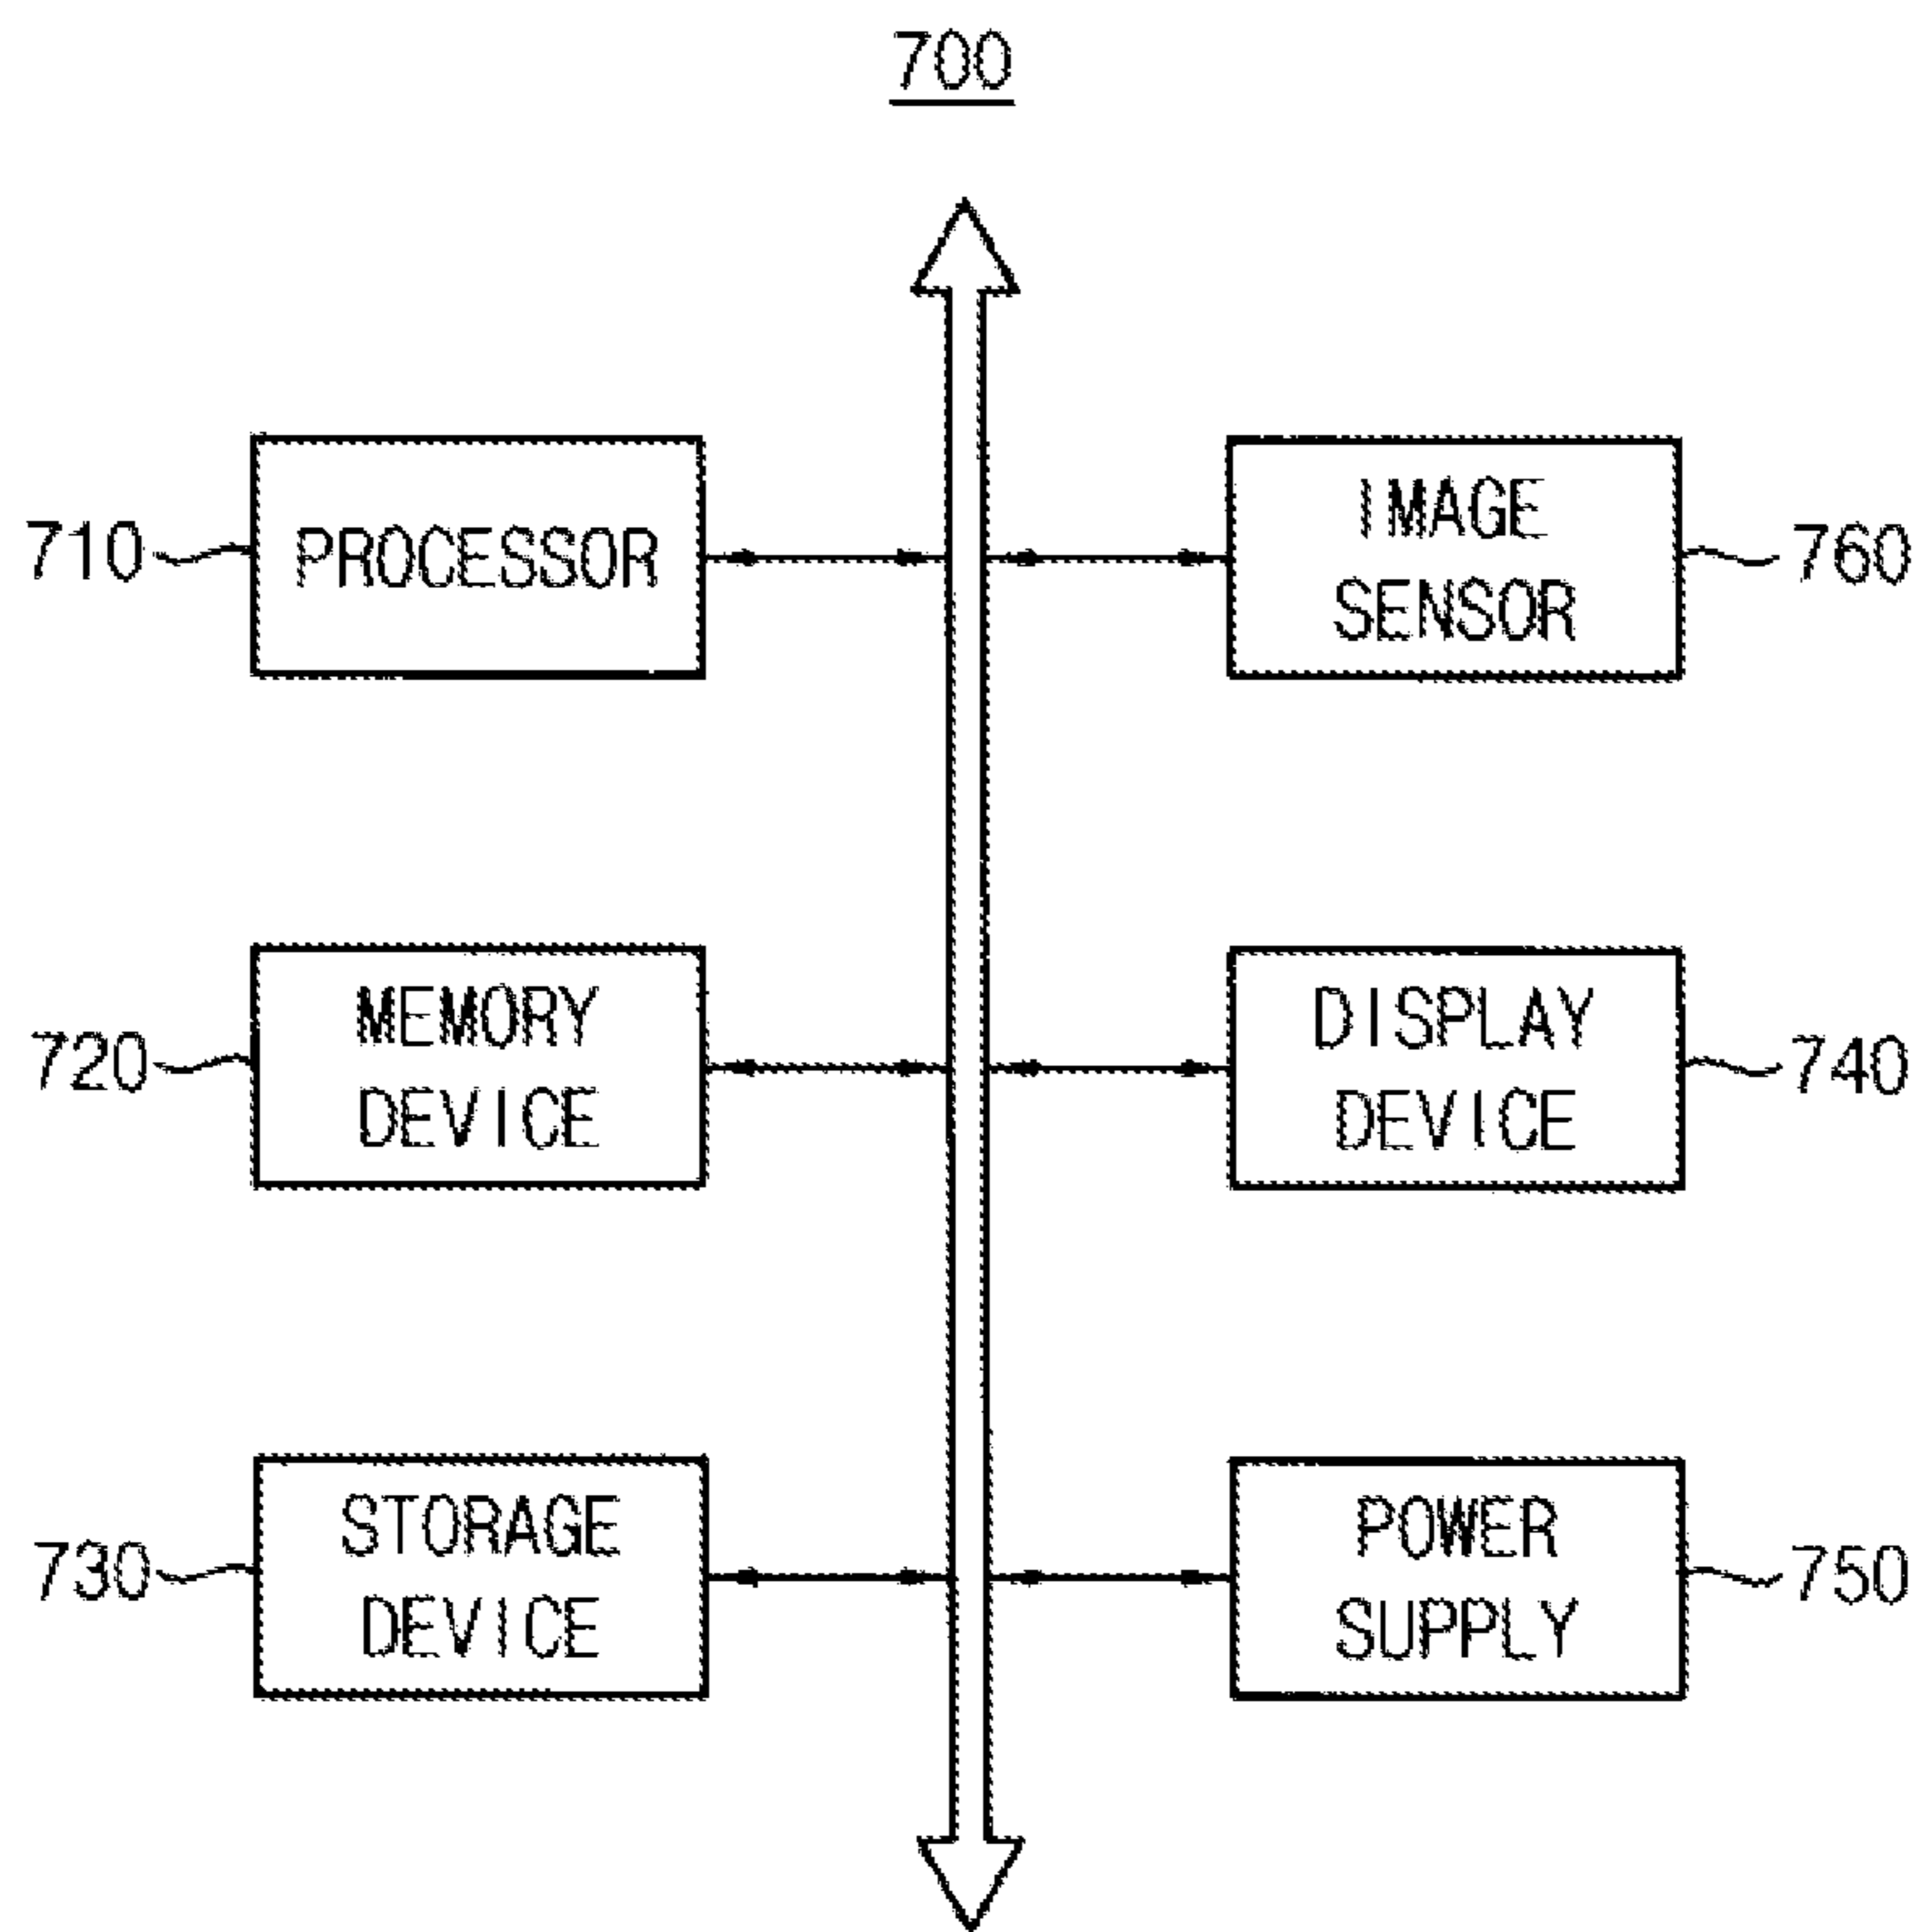 700
710
PROCESSOR
IMAGE
SENSOR
760
720
MEMORY
DEVICE
DISPLAY
DEVICE
740
730
STORAGE
DEVICE
POWER
SUPPLY
750